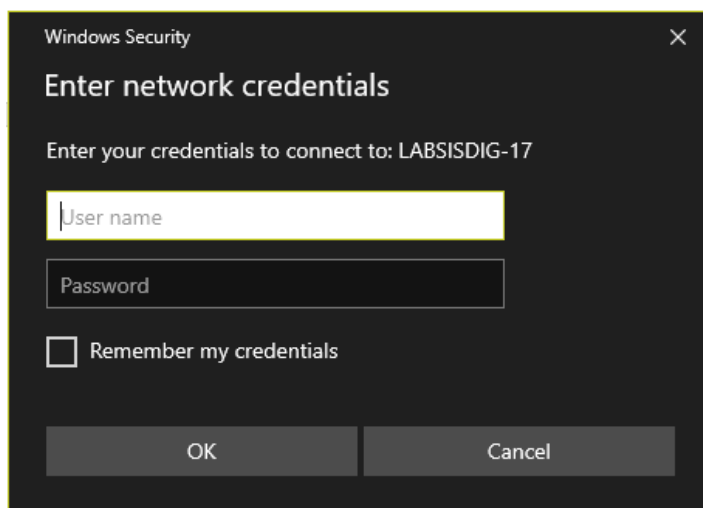 Windows Security
Enter network credentials
Enter your credentials to connect to: LABSISDIG-17
User name
Password
Remember my credentials
OK
Cancel